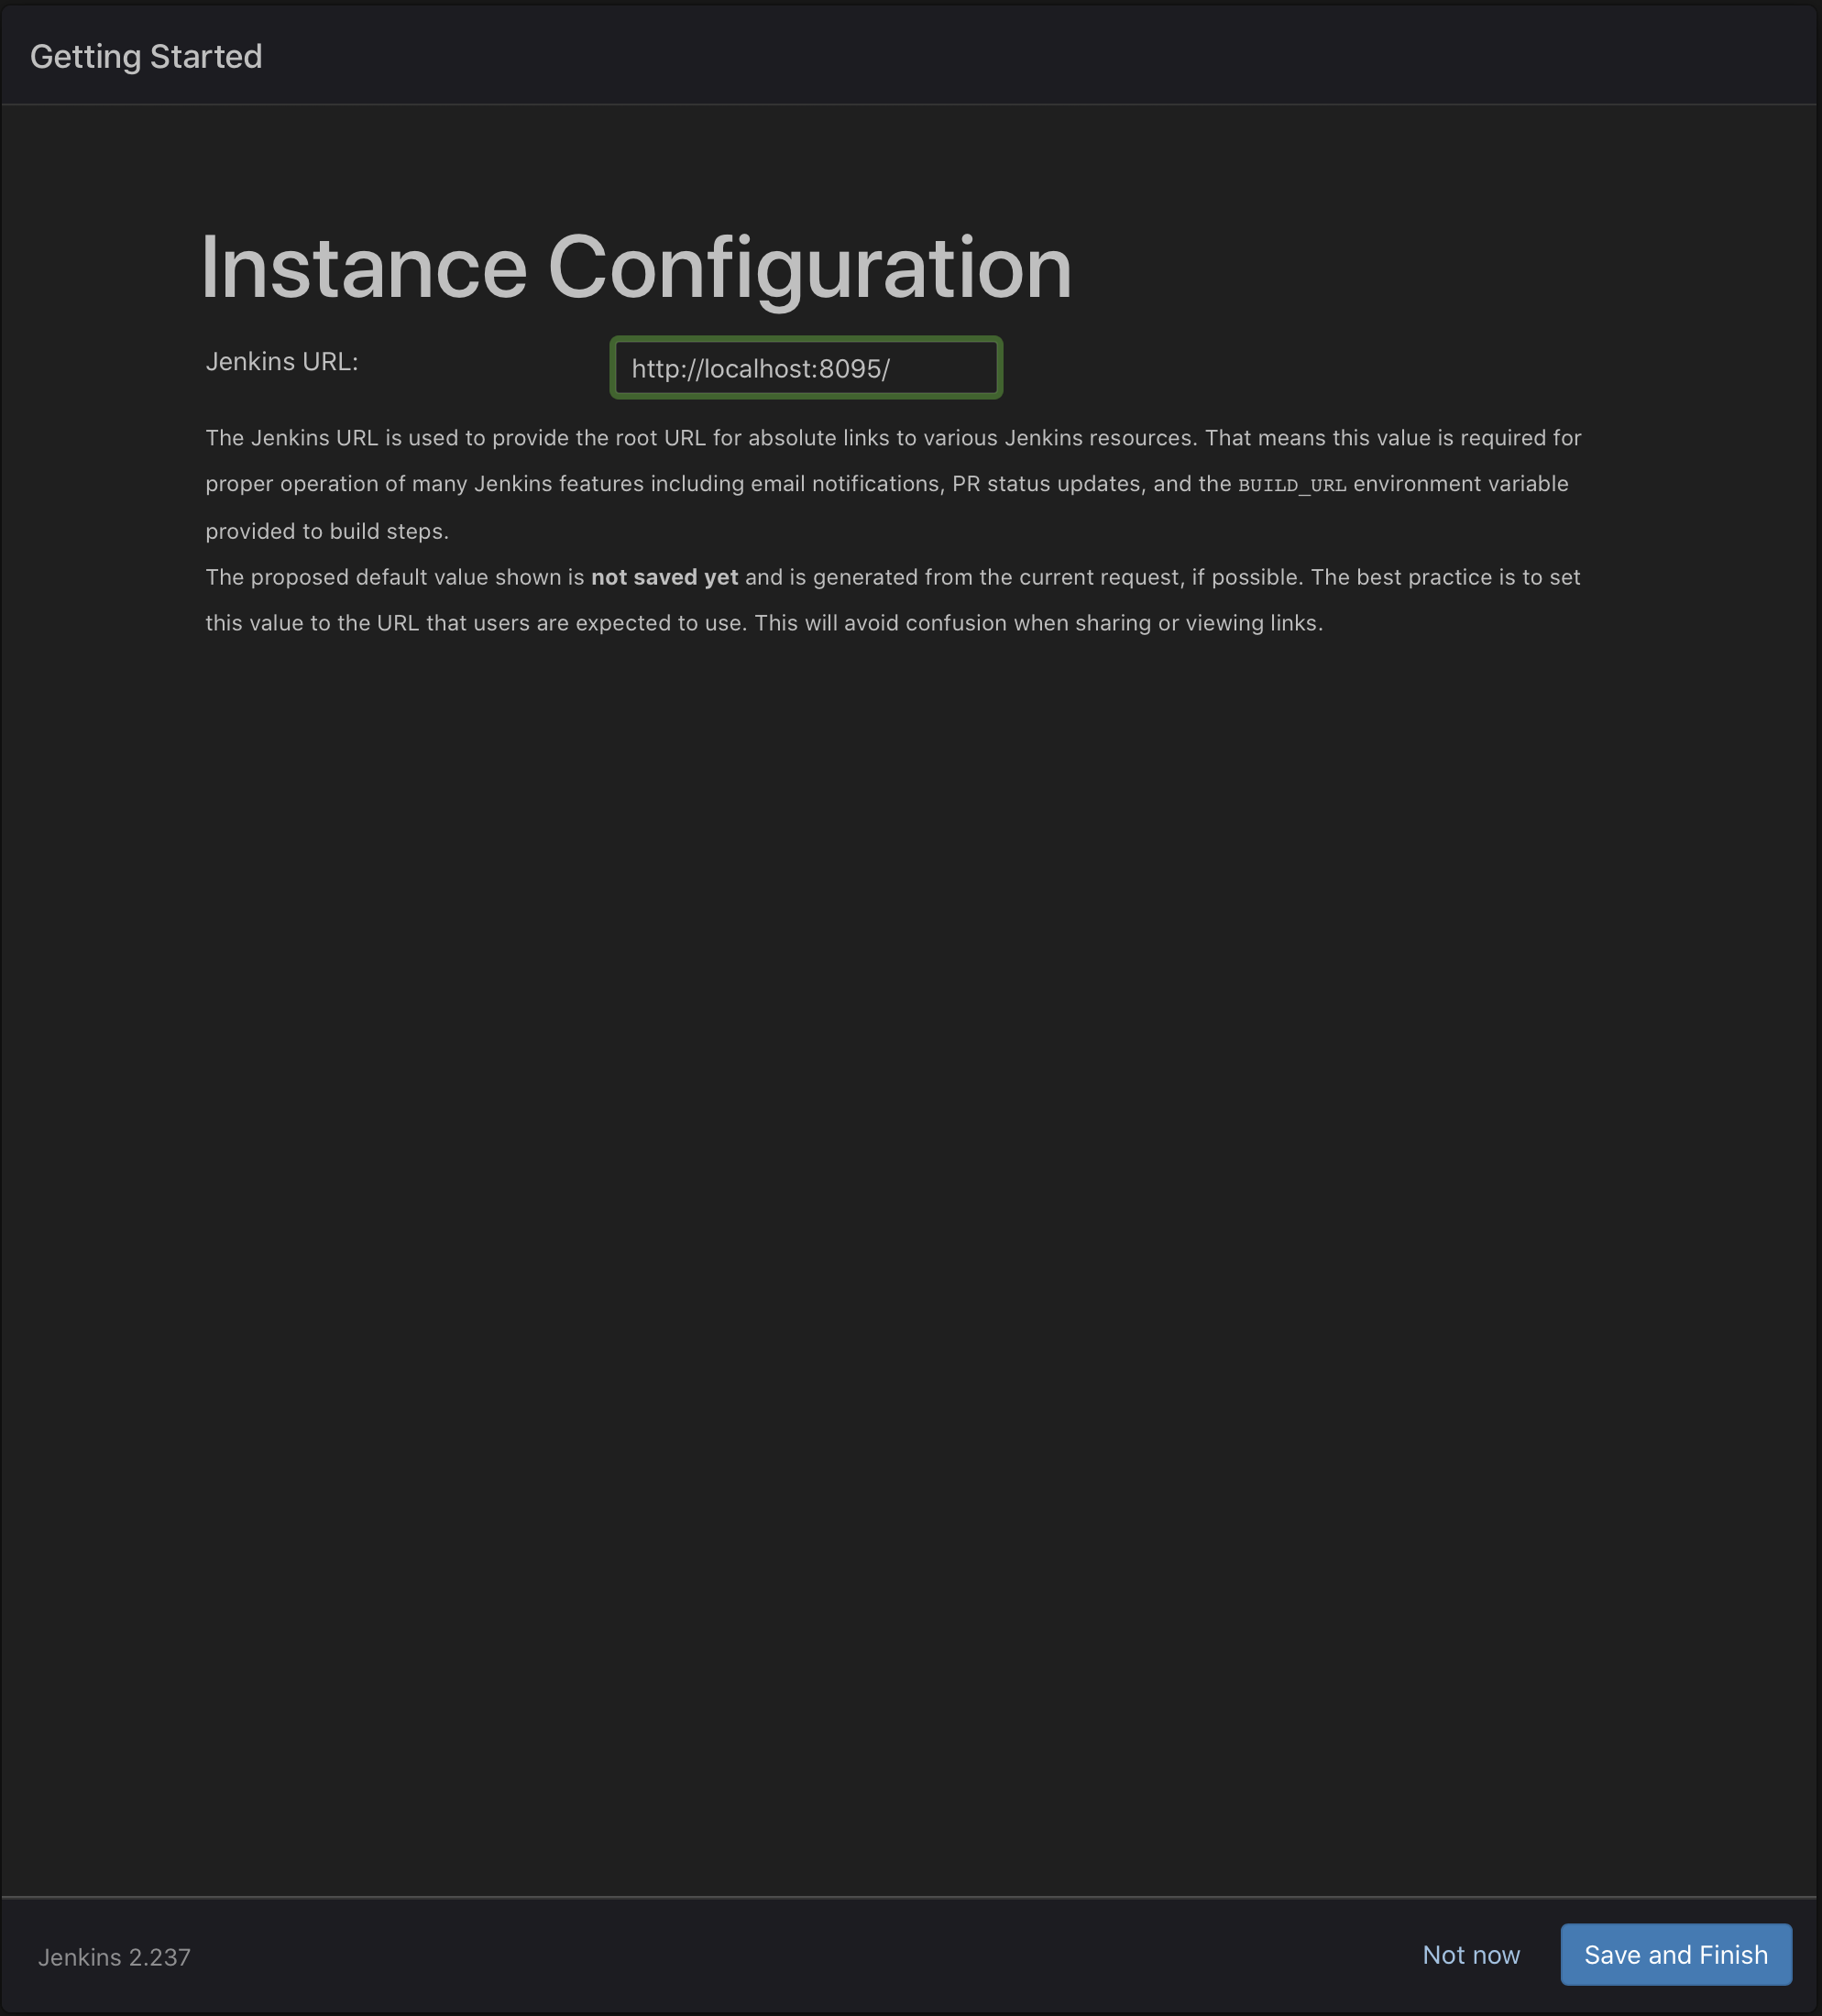 Getting Started
Instance Configuration
Jenkins URL:
http://localhost:8095/
The Jenkins URL is used to provide the root URL for absolute links to various Jenkins resources. That means this value is required for
proper operation of many Jenkins features including email notifications, PR status updates, and the BUILD_URL environment variable
provided to build steps.
The proposed default value shown is not saved yet and is generated from the current request, if possible. The best practice is to set
this value to the URL that users are expected to use. This will avoid confusion when sharing or viewing links.
Jenkins 2.237
Not now
Save and Finish